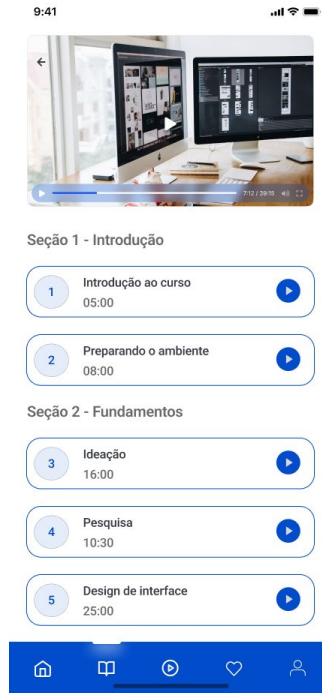 9:41
7:12 / 39:15
Seção 1 - Introdução
1
Introdução ao curso
05:00
2
Preparando o ambiente
08:00
Seção 2 - Fundamentos
3
Ideação
16:00
4
Pesquisa
10:30
5
Design de interface
25:00